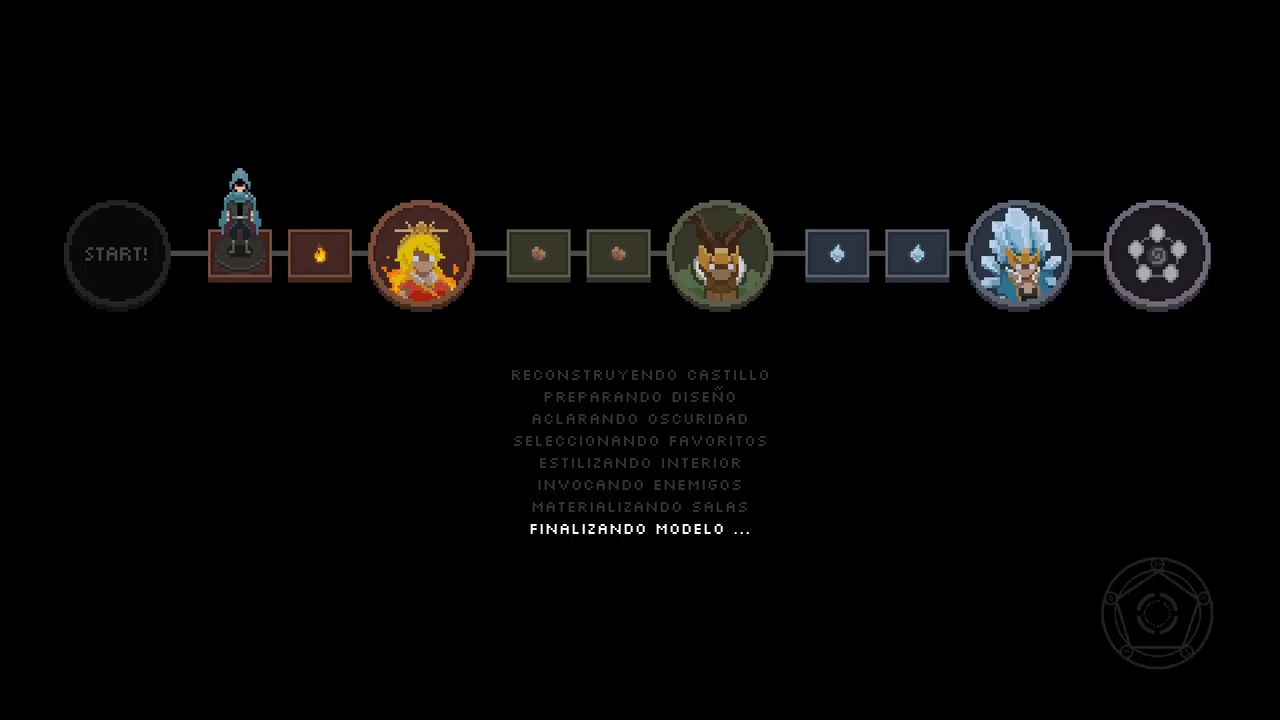 START!
RECONSTRUYENDO CASTILLO
PREPARANDO DISEÑO
ACLARANDO OSCURIDAD
SELECCIONANDO FAVORITOS
ESTILIZANDO INTERIOR
INVOCANDO ENEMIGOS
MATERIALIZANDO SALAS
FINALIZANDO MODELO ...